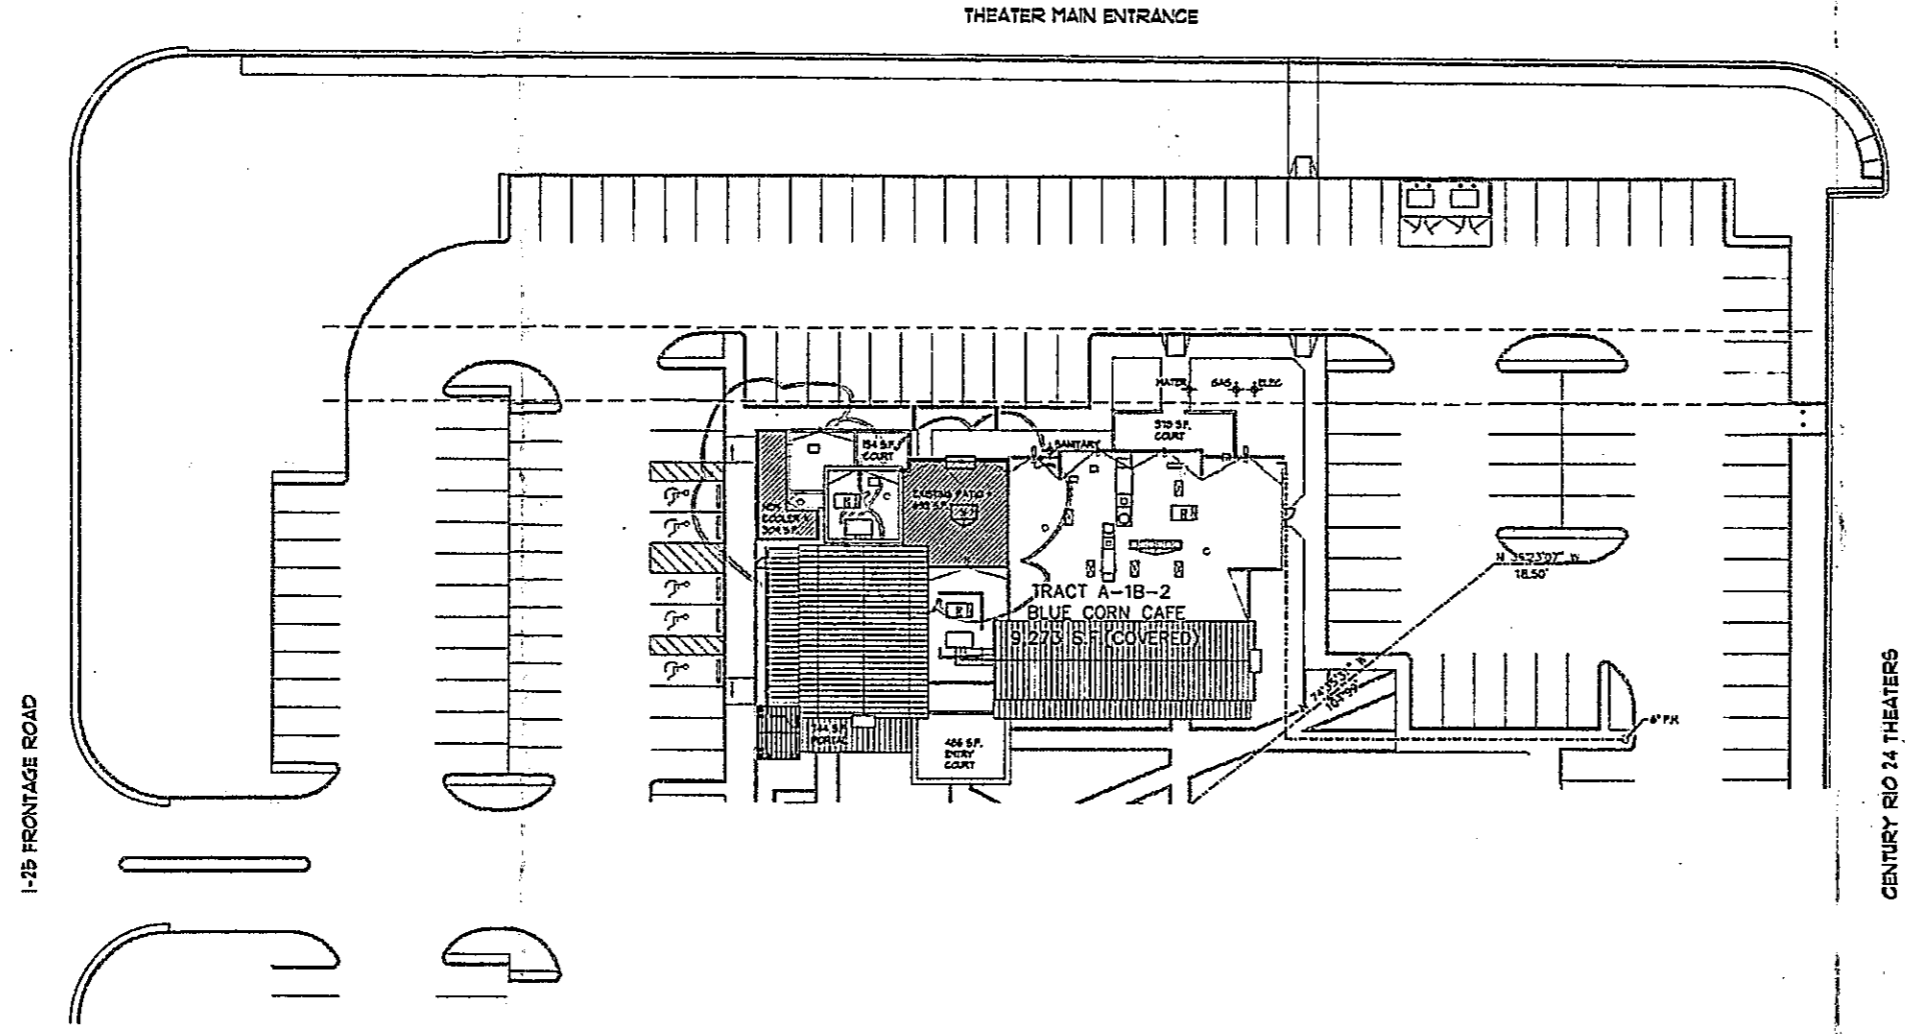 THEATER MAIN ENTRANCE
WATER
GAS
ELEC
COURT
SANITARY
154 S.F.
COURT
EXISTING PATIO
COOLER
TRACT A-1B-2
BLUE CORN CAFE
9,273 S.F. (COVERED)
18.50'
6" F.H.
PORTAL
486 S.F.
ENTRY
COURT
I-25 FRONTAGE ROAD
CENTURY RIO 24 THEATERS